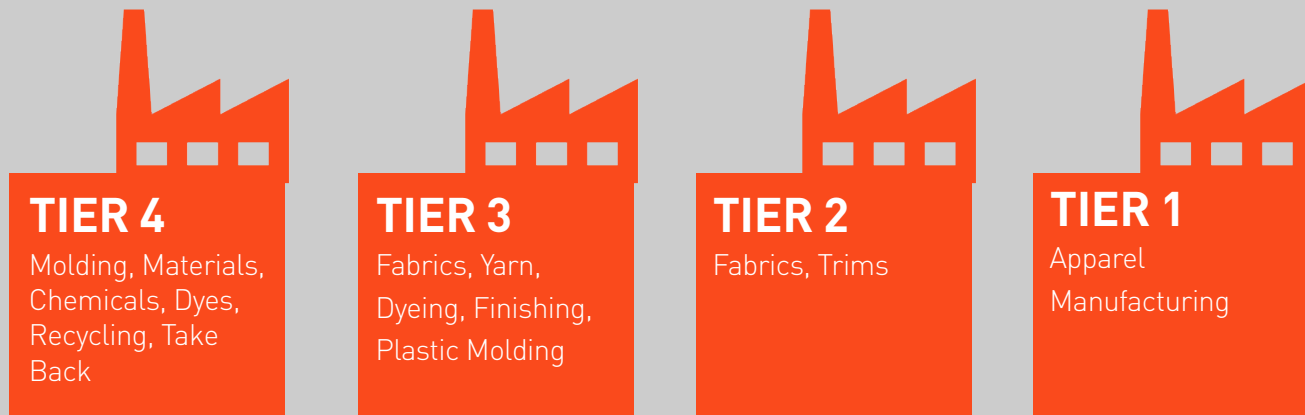 TIER 4
Molding, Materials,
Chemicals, Dyes,
Recycling, Take
Back
TIER 3
Fabrics, Yarn,
Dyeing, Finishing,
Plastic Molding
TIER 2
Fabrics, Trims
TIER 1
Apparel
Manufacturing